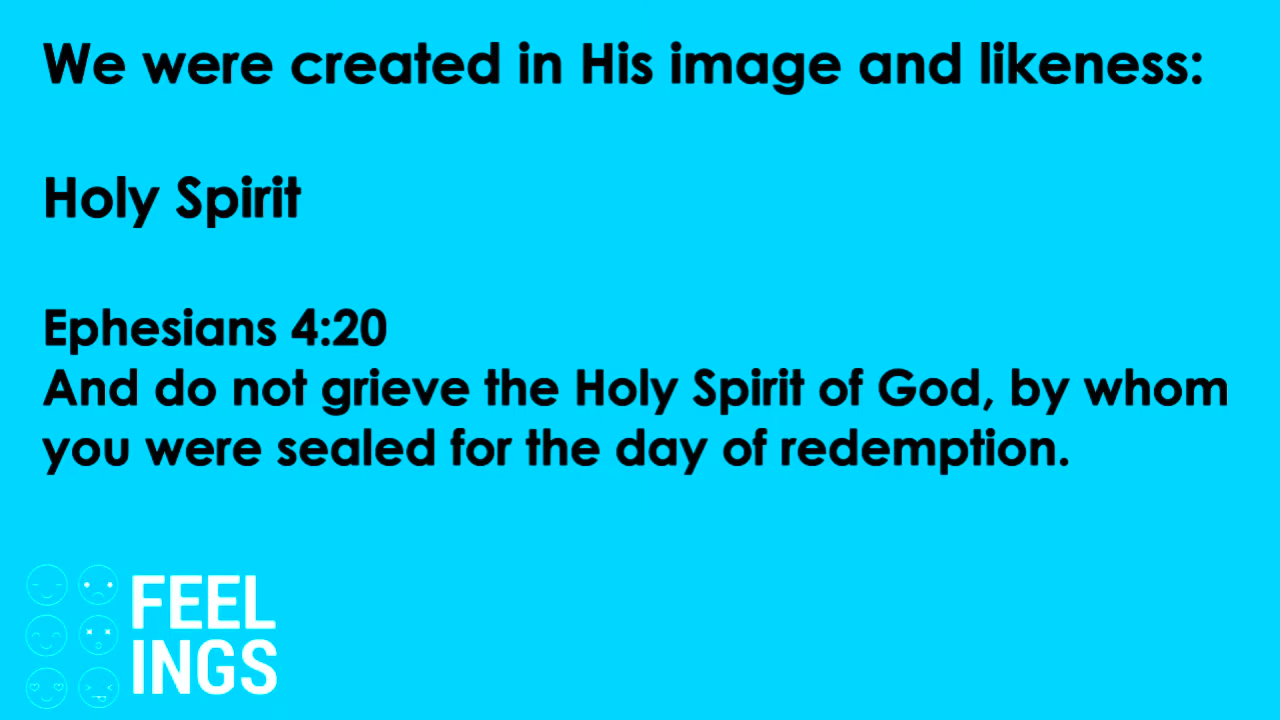 We were created in His image and likeness:
Holy Spirit
Ephesians 4:20
And do not grieve the Holy Spirit of God, by whom
you were sealed for the day of redemption.
FEEL
INGS